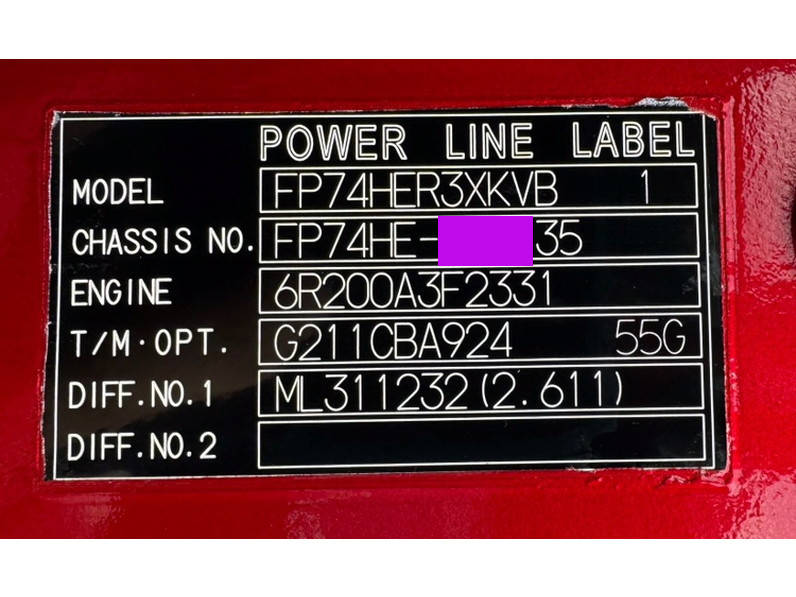 POWER LINE LABEL
MODEL FP74HER3XKVB 1
CHASSIS NO. FP74HE- 35
ENGINE 6R200A3F2331
T/M·OPT. G211CBA924 55G
DIFF.NO.1 ML311232(2.611)
DIFF.NO.2